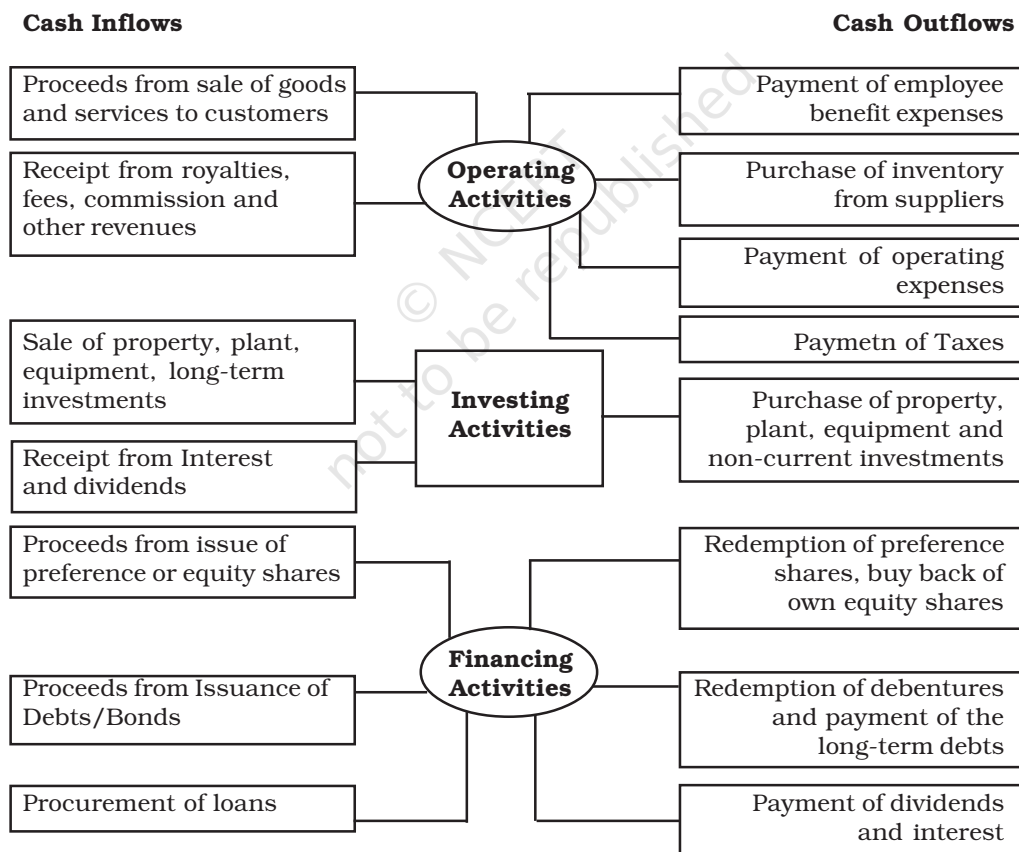 Cash Inflows
Cash Outflows
Proceeds from sale of goods
and services to customers
Receipt from royalties,
fees, commission and
other revenues
Operating
Activities
Payment of employee
benefit expenses
Purchase of inventory
from suppliers
Payment of operating
expenses
Paymetn of Taxes
Sale of property, plant,
equipment, long-term
investments
Receipt from Interest
and dividends
Investing
Activities
Purchase of property,
plant, equipment and
non-current investments
Proceeds from issue of
preference or equity shares
Proceeds from Issuance of
Debts/Bonds
Procurement of loans
Financing
Activities
Redemption of preference
shares, buy back of
own equity shares
Redemption of debentures
and payment of the
long-term debts
Payment of dividends
and interest
© NCERT
not to be republished